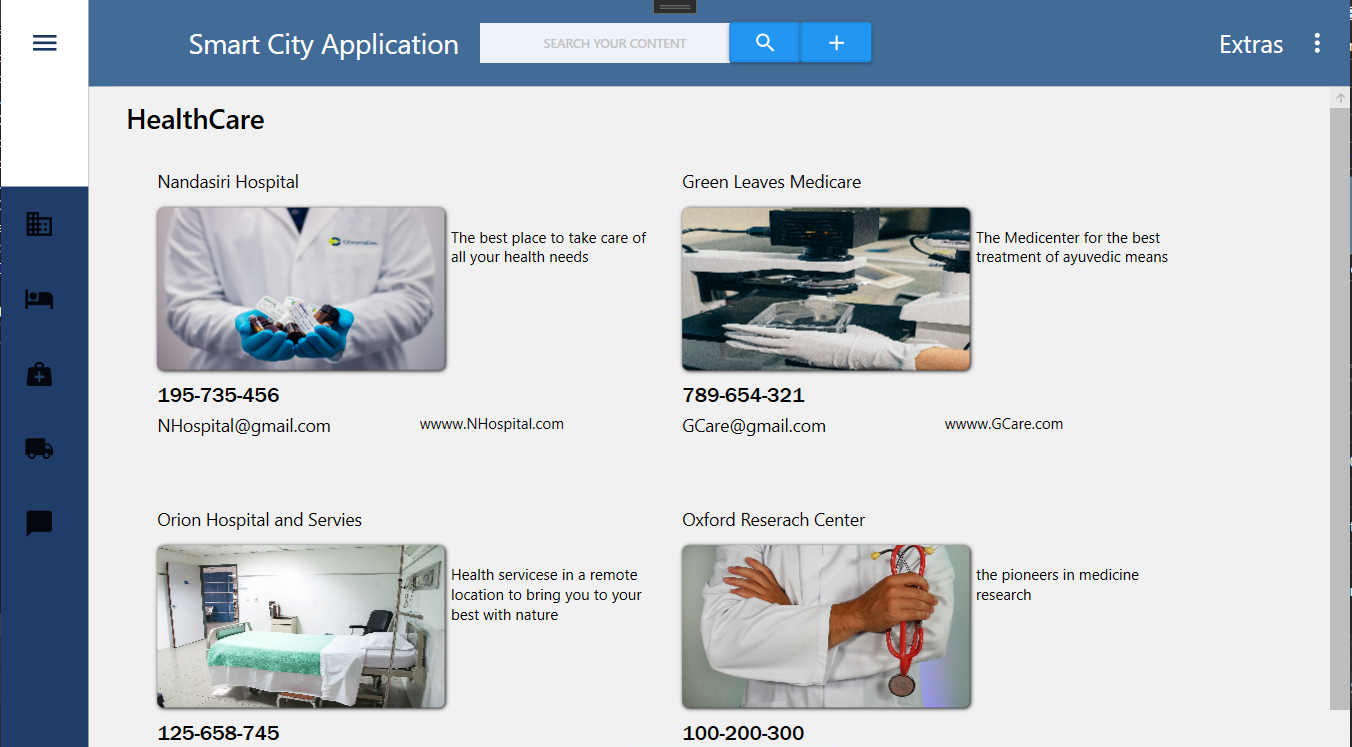 Smart City Application
SEARCH YOUR CONTENT
Extras
HealthCare
Nandasiri Hospital
ChromaDex
The best place to take care of
all your health needs
195-735-456
NHospital@gmail.com
wwww.NHospital.com
Green Leaves Medicare
The Medicenter for the best
treatment of ayuvedic means
789-654-321
GCare@gmail.com
wwww.GCare.com
Orion Hospital and Servies
Health servicese in a remote
location to bring you to your
best with nature
125-658-745
Oxford Reserach Center
the pioneers in medicine
research
100-200-300